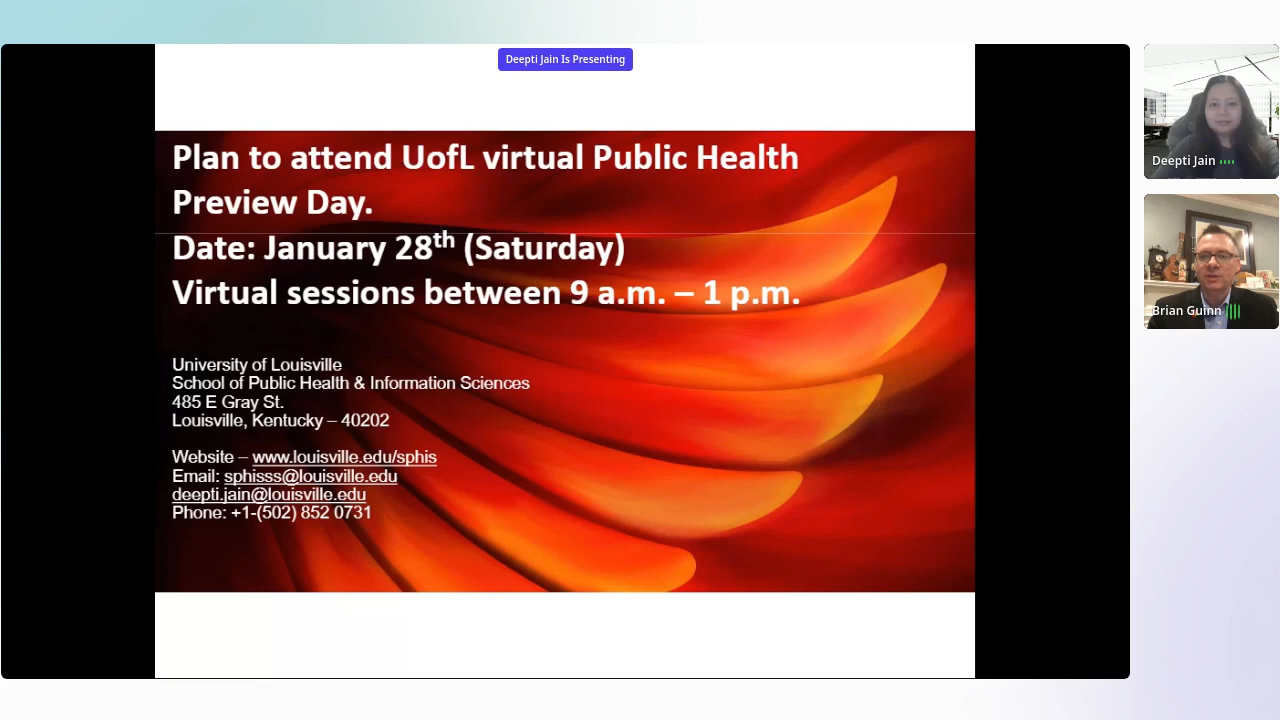 Deepti Jain Is Presenting
Plan to attend UofL virtual Public Health
Preview Day.
Date: January 28th (Saturday)
Virtual sessions between 9 a.m. – 1 p.m.
University of Louisville
School of Public Health & Information Sciences
485 E Gray St.
Louisville, Kentucky – 40202
Website – www.louisville.edu/sphis
Email: sphisss@louisville.edu
deepti.jain@louisville.edu
Phone: +1-(502) 852 0731
Deepti Jain
Brian Guinn